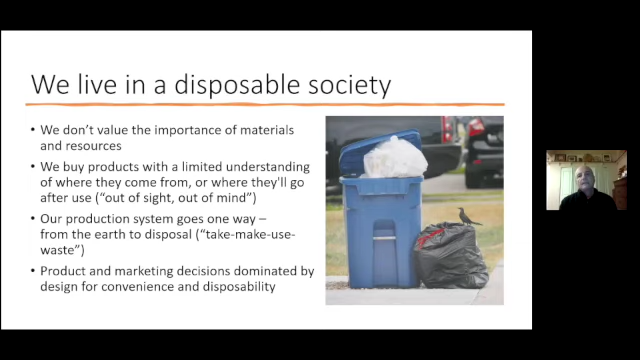 We live in a disposable society
• We don't value the importance of materials
and resources
• We buy products with a limited understanding
of where they come from, or where they'll go
after use ("out of sight, out of mind")
• Our production system goes one way –
from the earth to disposal ("take-make-use-
waste")
• Product and marketing decisions dominated by
design for convenience and disposability